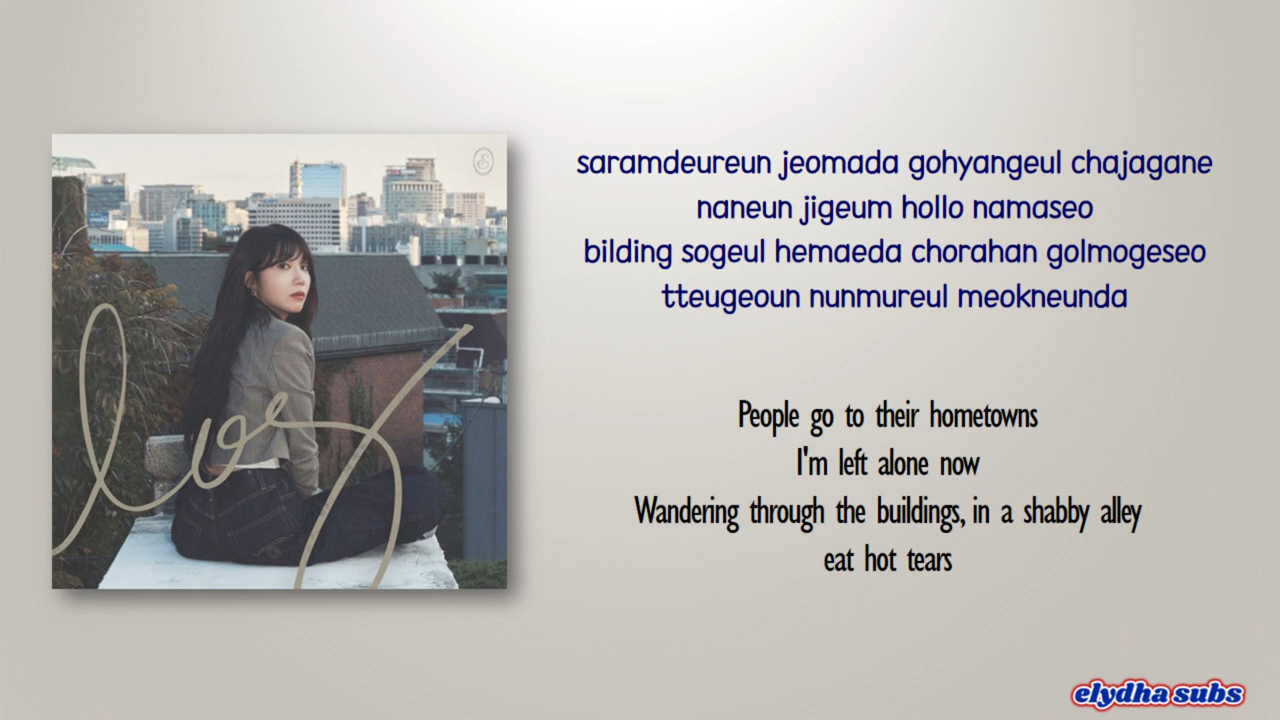 saramdeureun jeomada gohyangeul chajagane
naneun jigeum hollo namaseo
bilding sogeul hemaeda chorahan golmogeseo
tteugeoun nunmureul meokneunda
People go to their hometowns
I'm left alone now
Wandering through the buildings, in a shabby alley
eat hot tears
elydha subs